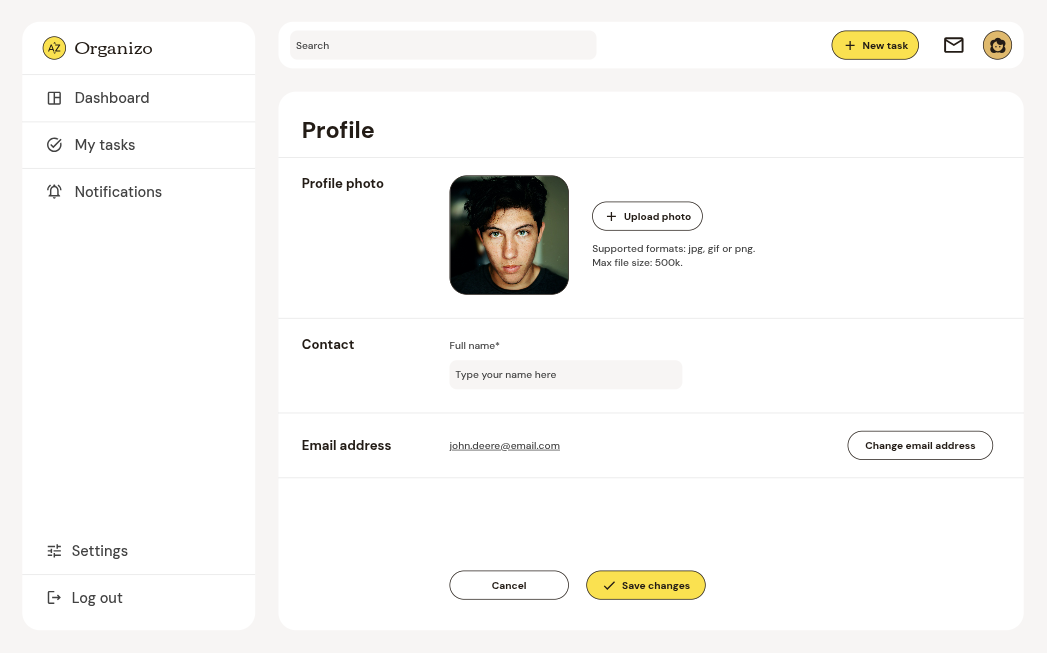 AZ
Organizo
Dashboard
My tasks
Notifications
Settings
Log out
Search
New task
Profile
Profile photo
Upload photo
Supported formats: jpg, gif or png.
Max file size: 500k.
Contact
Full name*
Type your name here
Email address
john.deere@email.com
Change email address
Cancel
Save changes